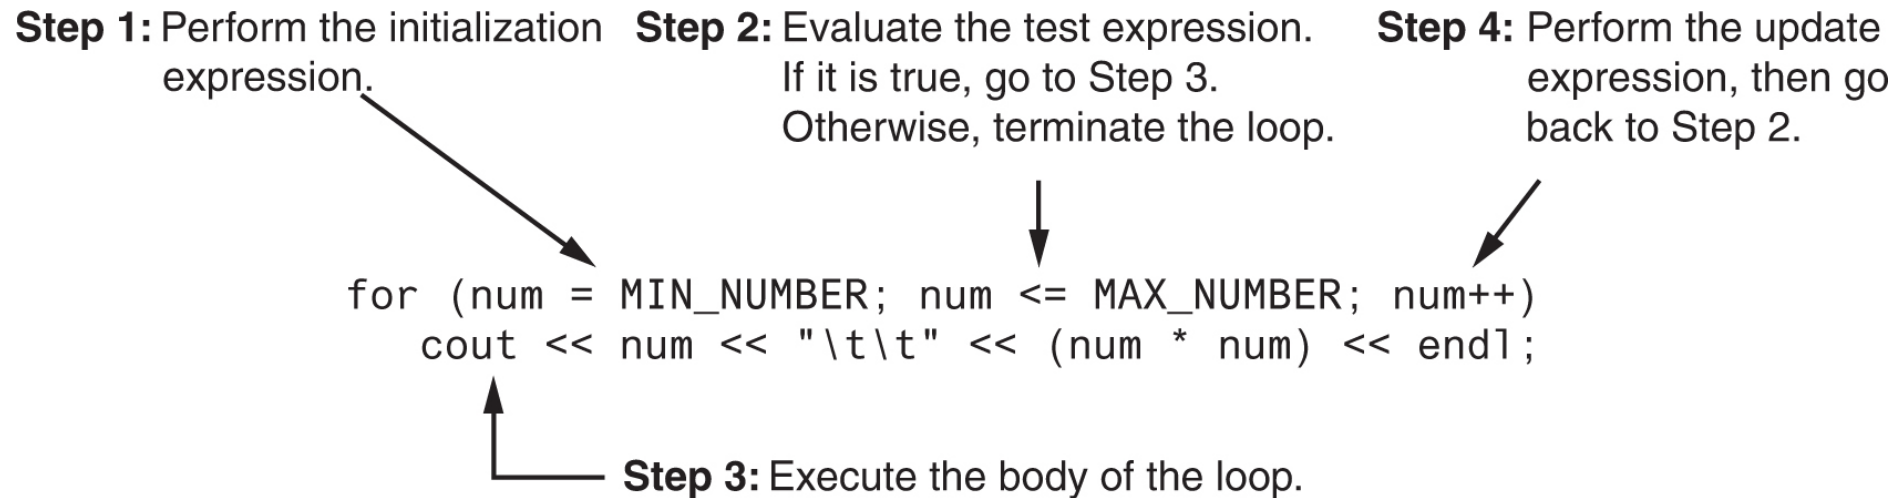 Step 1: Perform the initialization
expression.
Step 2: Evaluate the test expression.
If it is true, go to Step 3.
Otherwise, terminate the loop.
Step 4: Perform the update
expression, then go
back to Step 2.
for (num = MIN_NUMBER; num <= MAX_NUMBER; num++)
cout << num << "\t\t" << (num * num) << endl;
Step 3: Execute the body of the loop.